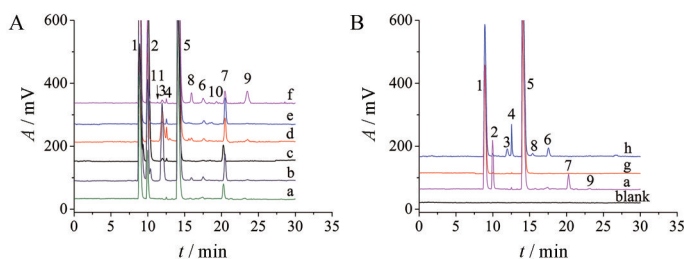 A
B
600
400
200
0
A / mV
0 5 10 15 20 25 30
t / min
1 2 5
11
3 4 8 6 10 7 9
f
e
d
c
b
a
600
400
200
0
A / mV
0 5 10 15 20 25 30 35
t / min
1 2 3 4 5 8 6 7 9
h
g
a
blank